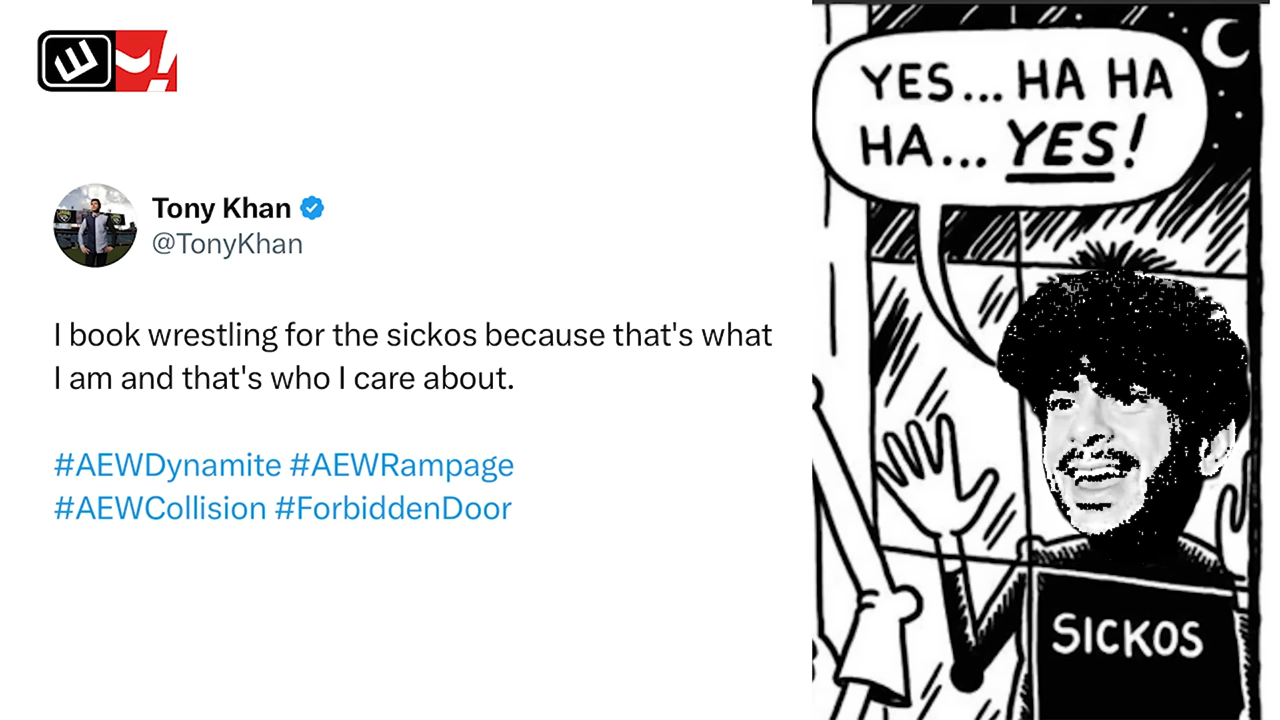 Tony Khan
@TonyKhan
I book wrestling for the sickos because that's what
I am and that's who I care about.
#AEWDynamite #AEWRampage
#AEWCollision #ForbiddenDoor
YES... HA HA
HA... YES!
SICKOS